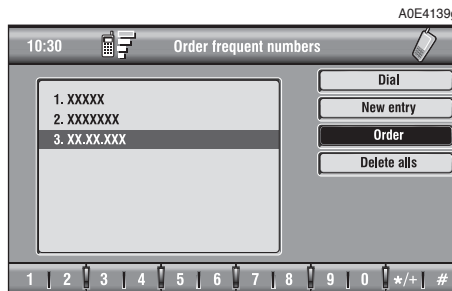 A0E4139g
10:30 Order frequent numbers
Dial
1. XXXXX
New entry
2. XXXXXXX
Order
3. XX.XX.XXX
Delete alls
1 2 3 4 5 6 7 8 9 0 */+ #